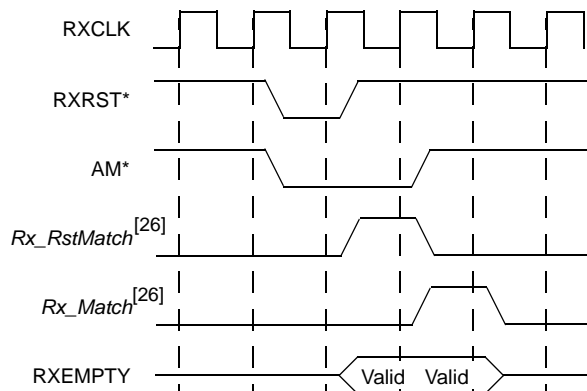 RXCLK
RXRST*
AM*
Rx_RstMatch[26]
Rx_Match[26]
RXEMPTY Valid Valid